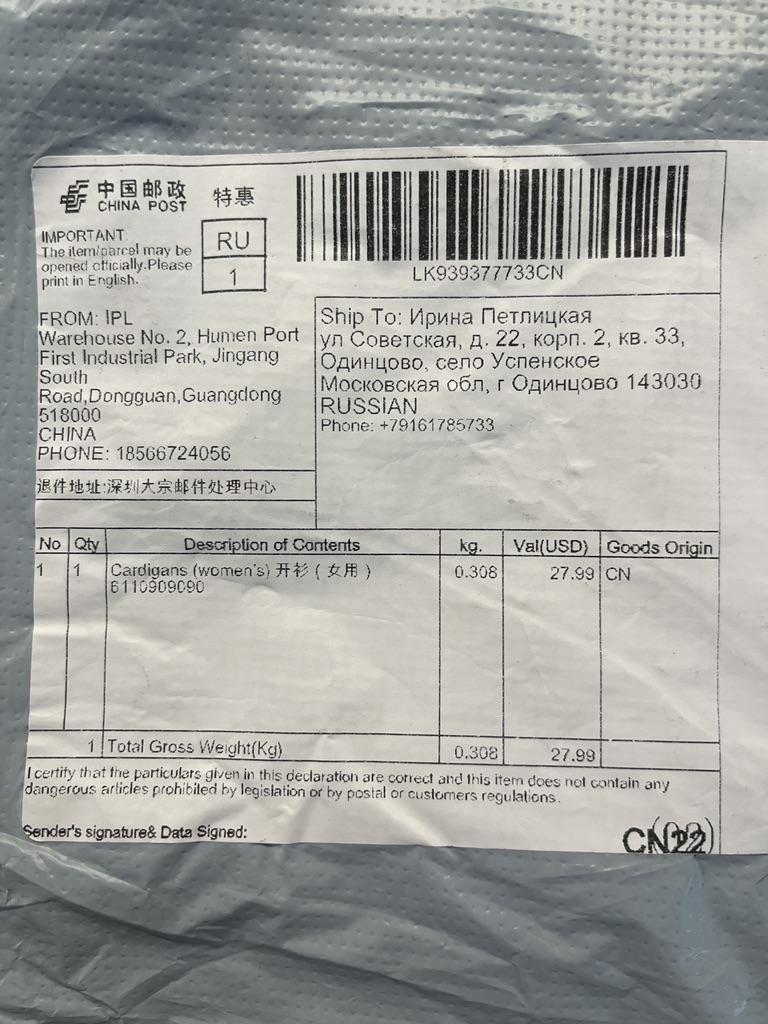 中国邮政
CHINA POST
特惠
IMPORTANT:
The item/parcel may be
opened officially.Please
print in English.
RU
1
LK939377733CN
FROM: IPL
Warehouse No. 2, Humen Port
First Industrial Park, Jingang
South
Road,Dongguan,Guangdong
518000
CHINA
PHONE: 18566724056
退件地址:深圳大宗邮件处理中心
Ship To: Ирина Петлицкая
ул Советская, д. 22, корп. 2, кв. 33,
Одинцово, село Успенское
Московская обл, г Одинцово 143030
RUSSIAN
Phone: +79161785733
No Qty Description of Contents kg. Val(USD) Goods Origin
1 1 Cardigans (women's) 开衫 ( 女用 ) 0.308 27.99 CN
6110909090
1 Total Gross Weight(Kg) 0.308 27.99
I certify that the particulars given in this declaration are correct and this item does not contain any
dangerous articles prohibited by legislation or by postal or customers regulations.
Sender's signature& Data Signed:
CN22